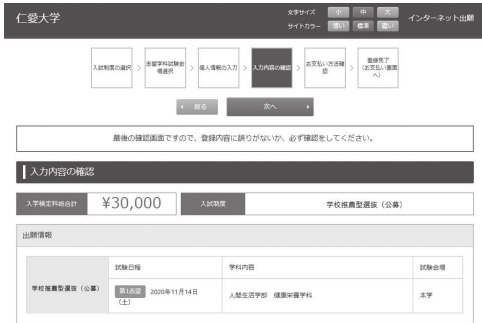 仁愛大学
文字サイズ 小 中 大
サイトカラー 薄い 標準 濃い
インターネット出願
入試制度の選択 > 志望学科試験会場選択 > 個人情報の入力 > 入力内容の確認 > お支払い方法確認 > 登録完了(お支払い画面へ)
戻る 次へ
最後の確認画面ですので、登録内容に誤りがないか、必ず確認をしてください。
入力内容の確認
入学検定料総合計 ¥30,000 入試制度 学校推薦型選抜(公募)
出願情報
試験日程 学科内容 試験会場
学校推薦型選抜(公募) 第1志望 2020年11月14日 人間生活学部 健康栄養学科 本学
(土)